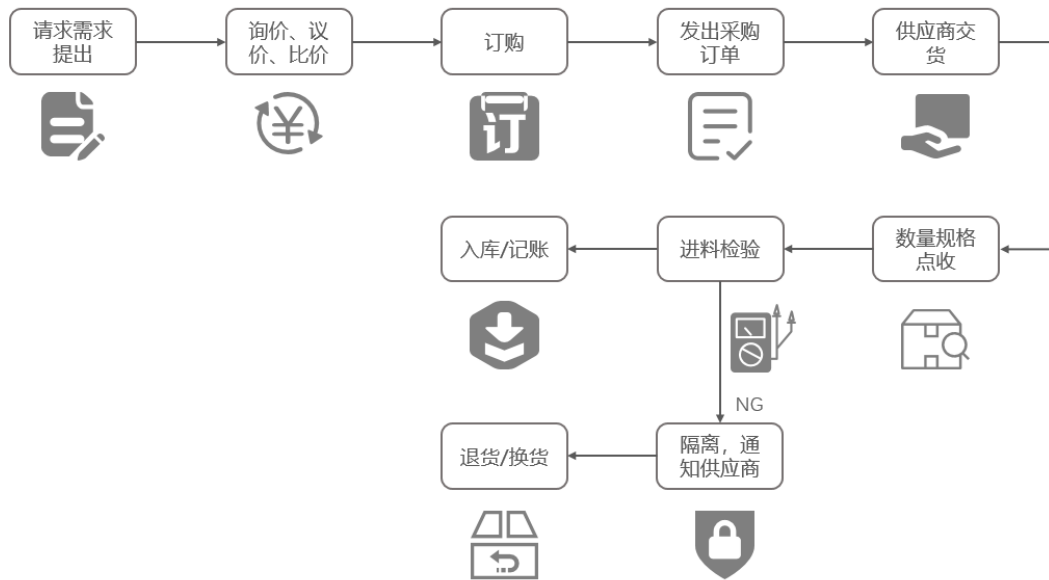 请求需求
提出
询价、议
价、比价
订购
发出采购
订单
供应商交
货
订
入库/记账
进料检验
数量规格
点收
NG
退货/换货
隔离，通
知供应商